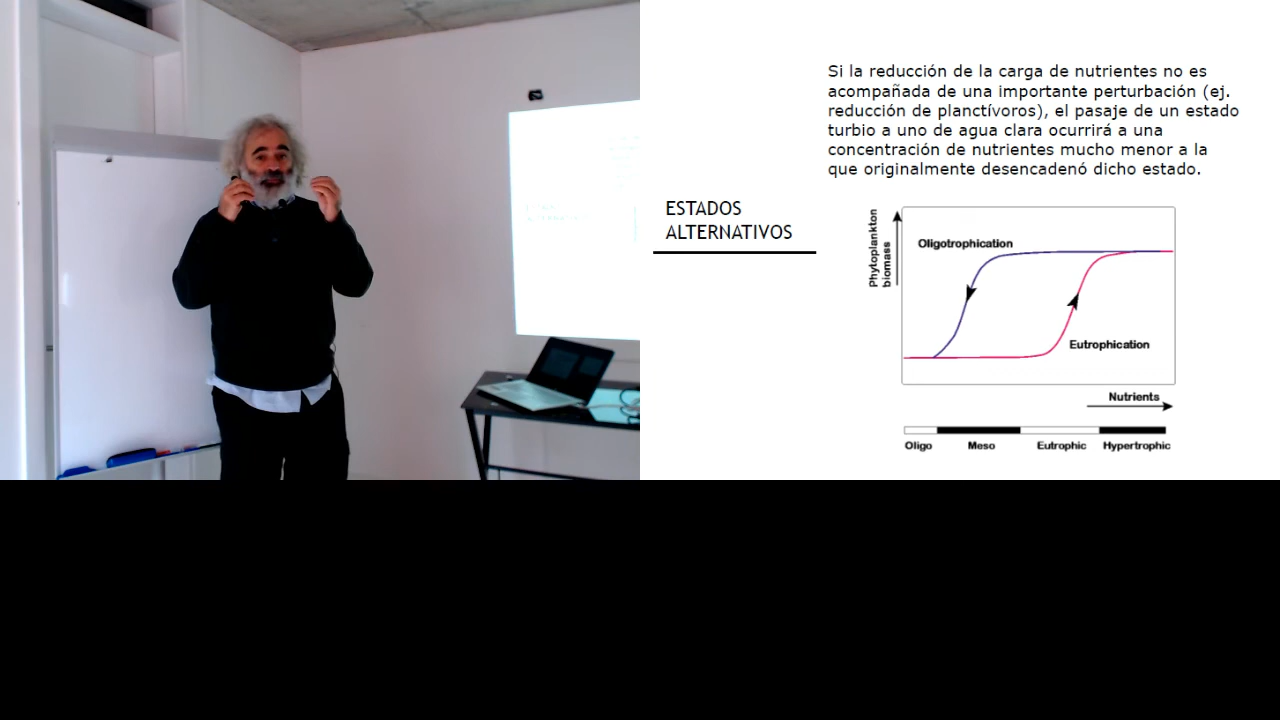 Si la reducción de la carga de nutrientes no es
acompañada de una importante perturbación (ej.
reducción de planctívoros), el pasaje de un estado
turbio a uno de agua clara ocurrirá a una
concentración de nutrientes mucho menor a la
que originalmente desencadenó dicho estado.
ESTADOS
ALTERNATIVOS
Phytoplankton
biomass
Oligotrophication
Eutrophication
Nutrients
Oligo Meso Eutrophic Hypertrophic